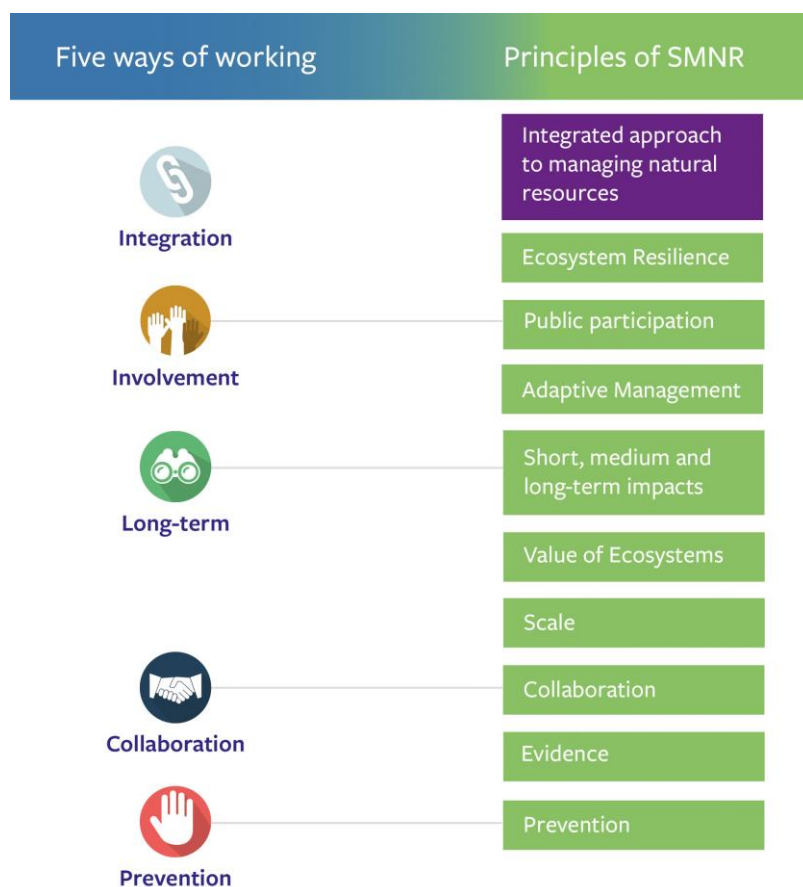 Five ways of working
Principles of SMNR
Integrated approach
to managing natural
resources
Integration
Ecosystem Resilience
Public participation
Involvement
Adaptive Management
Short, medium and
long-term impacts
Long-term
Value of Ecosystems
Scale
Collaboration
Collaboration
Evidence
Prevention
Prevention